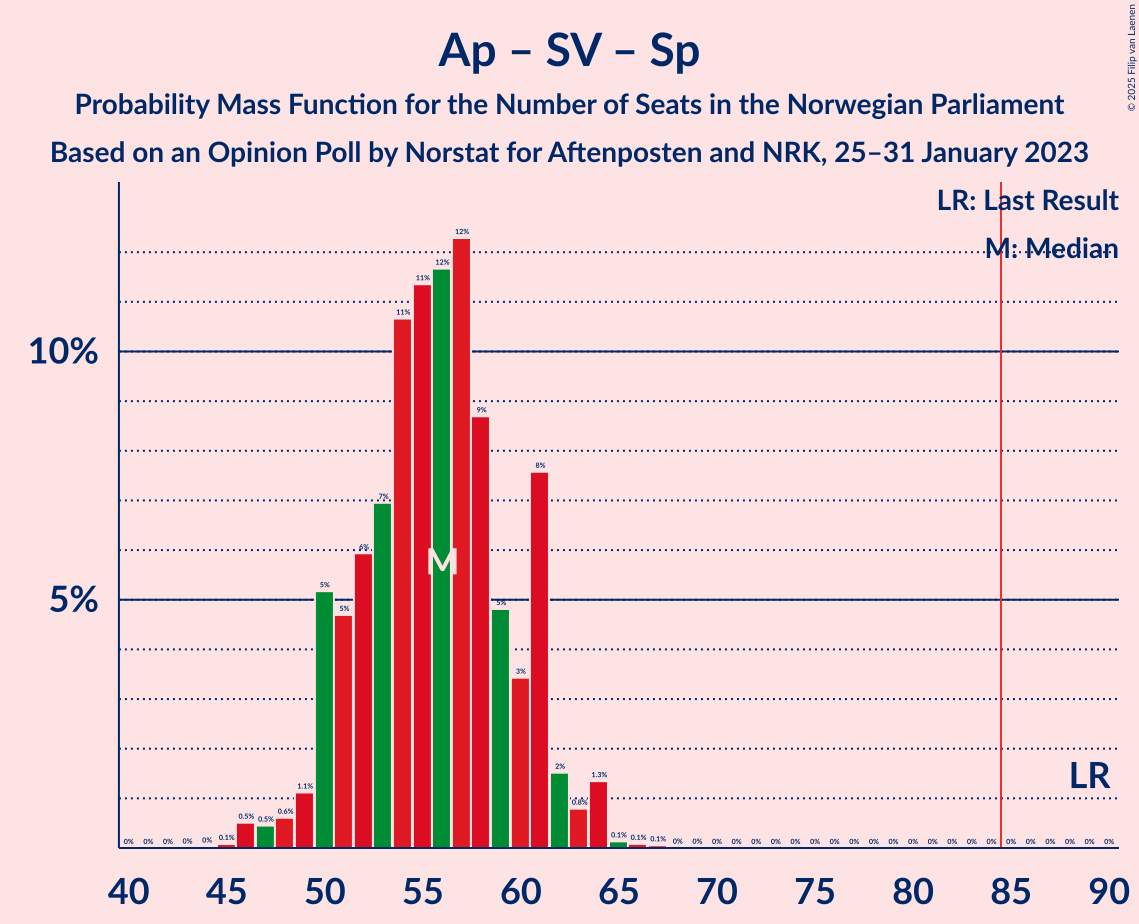 Ap – SV – Sp
Probability Mass Function for the Number of Seats in the Norwegian Parliament
Based on an Opinion Poll by Norstat for Aftenposten and NRK, 25–31 January 2023
© 2025 Filip van Laenen
LR: Last Result
M: Median
10%
5%
0% 0% 0% 0% 0% 0.1% 0.5% 0.5% 0.6% 1.1% 5% 5% 6% 7% 11% 11% 12% 12% 9% 5% 3% 8% 2% 0.8% 1.3% 0.1% 0.1% 0.1% 0% 0% 0% 0% 0% 0% 0% 0% 0% 0% 0% 0% 0% 0% 0% 0% 0% 0% 0% 0% 0% 0% 0%
M
LR
40 45 50 55 60 65 70 75 80 85 90